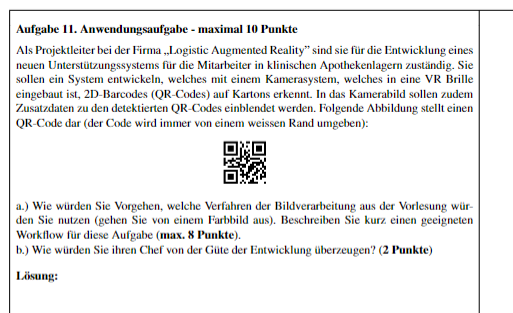 Aufgabe 11. Anwendungsaufgabe - maximal 10 Punkte
Als Projektleiter bei der Firma „Logistic Augmented Reality” sind sie für die Entwicklung eines
neuen Unterstützungssystems für die Mitarbeiter in klinischen Apothekenlagern zuständig. Sie
sollen ein System entwickeln, welches mit einem Kamerasystem, welches in eine VR Brille
eingebaut ist, 2D-Barcodes (QR-Codes) auf Kartons erkennt. In das Kamerabild sollen zudem
Zusatzdaten zu den detektierten QR-Codes einblendet werden. Folgende Abbildung stellt einen
QR-Code dar (der Code wird immer von einem weissen Rand umgeben):
a.) Wie würden Sie Vorgehen, welche Verfahren der Bildverarbeitung aus der Vorlesung wür-
den Sie nutzen (gehen Sie von einem Farbbild aus). Beschreiben Sie kurz einen geeigneten
Workflow für diese Aufgabe (max. 8 Punkte).
b.) Wie würden Sie ihren Chef von der Güte der Entwicklung überzeugen? (2 Punkte)
Lösung: